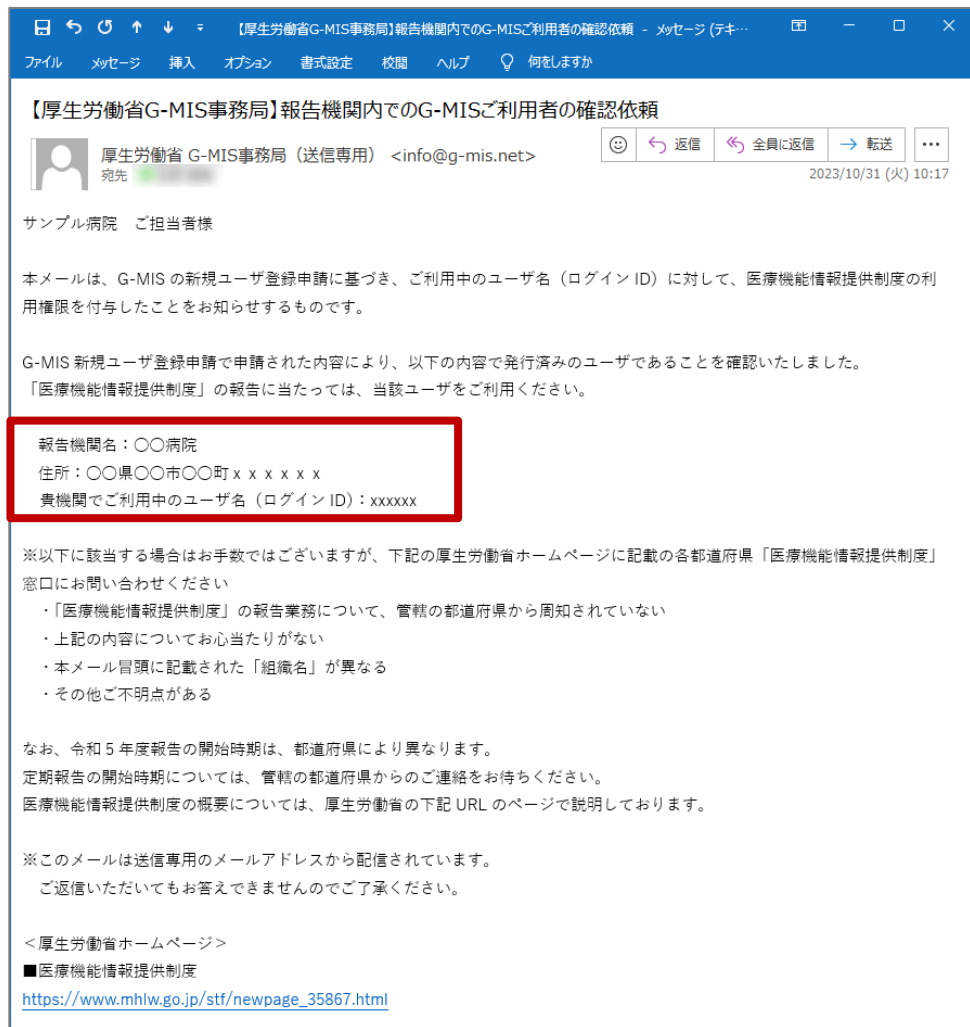 【厚生労働省G-MIS事務局】報告機関内でのG-MISご利用者の確認依頼 - メッセージ (テキ…
ファイル メッセージ 挿入 オプション 書式設定 校閲 ヘルプ 何をしますか
【厚生労働省G-MIS事務局】報告機関内でのG-MISご利用者の確認依頼
厚生労働省 G-MIS事務局（送信専用） <info@g-mis.net>
返信 全員に返信 転送 …
宛先
2023/10/31 (火) 10:17
サンプル病院　ご担当者様
本メールは、G-MIS の新規ユーザ登録申請に基づき、ご利用中のユーザ名（ログイン ID）に対して、医療機能情報提供制度の利
用権限を付与したことをお知らせするものです。
G-MIS 新規ユーザ登録申請で申請された内容により、以下の内容で発行済みのユーザであることを確認いたしました。
「医療機能情報提供制度」の報告に当たっては、当該ユーザをご利用ください。
報告機関名：〇〇病院
住所：〇〇県〇〇市〇〇町ｘｘｘｘｘｘ
貴機関でご利用中のユーザ名（ログイン ID）：xxxxxx
※以下に該当する場合はお手数ではございますが、下記の厚生労働省ホームページに記載の各都道府県「医療機能情報提供制度」
窓口にお問い合わせください
・「医療機能情報提供制度」の報告業務について、管轄の都道府県から周知されていない
・上記の内容についてお心当たりがない
・本メール冒頭に記載された「組織名」が異なる
・その他ご不明点がある
なお、令和 5 年度報告の開始時期は、都道府県により異なります。
定期報告の開始時期については、管轄の都道府県からのご連絡をお待ちください。
医療機能情報提供制度の概要については、厚生労働省の下記 URL のページで説明しております。
※このメールは送信専用のメールアドレスから配信されています。
ご返信いただいてもお答えできませんのでご了承ください。
＜厚生労働省ホームページ＞
■医療機能情報提供制度
https://www.mhlw.go.jp/stf/newpage_35867.html